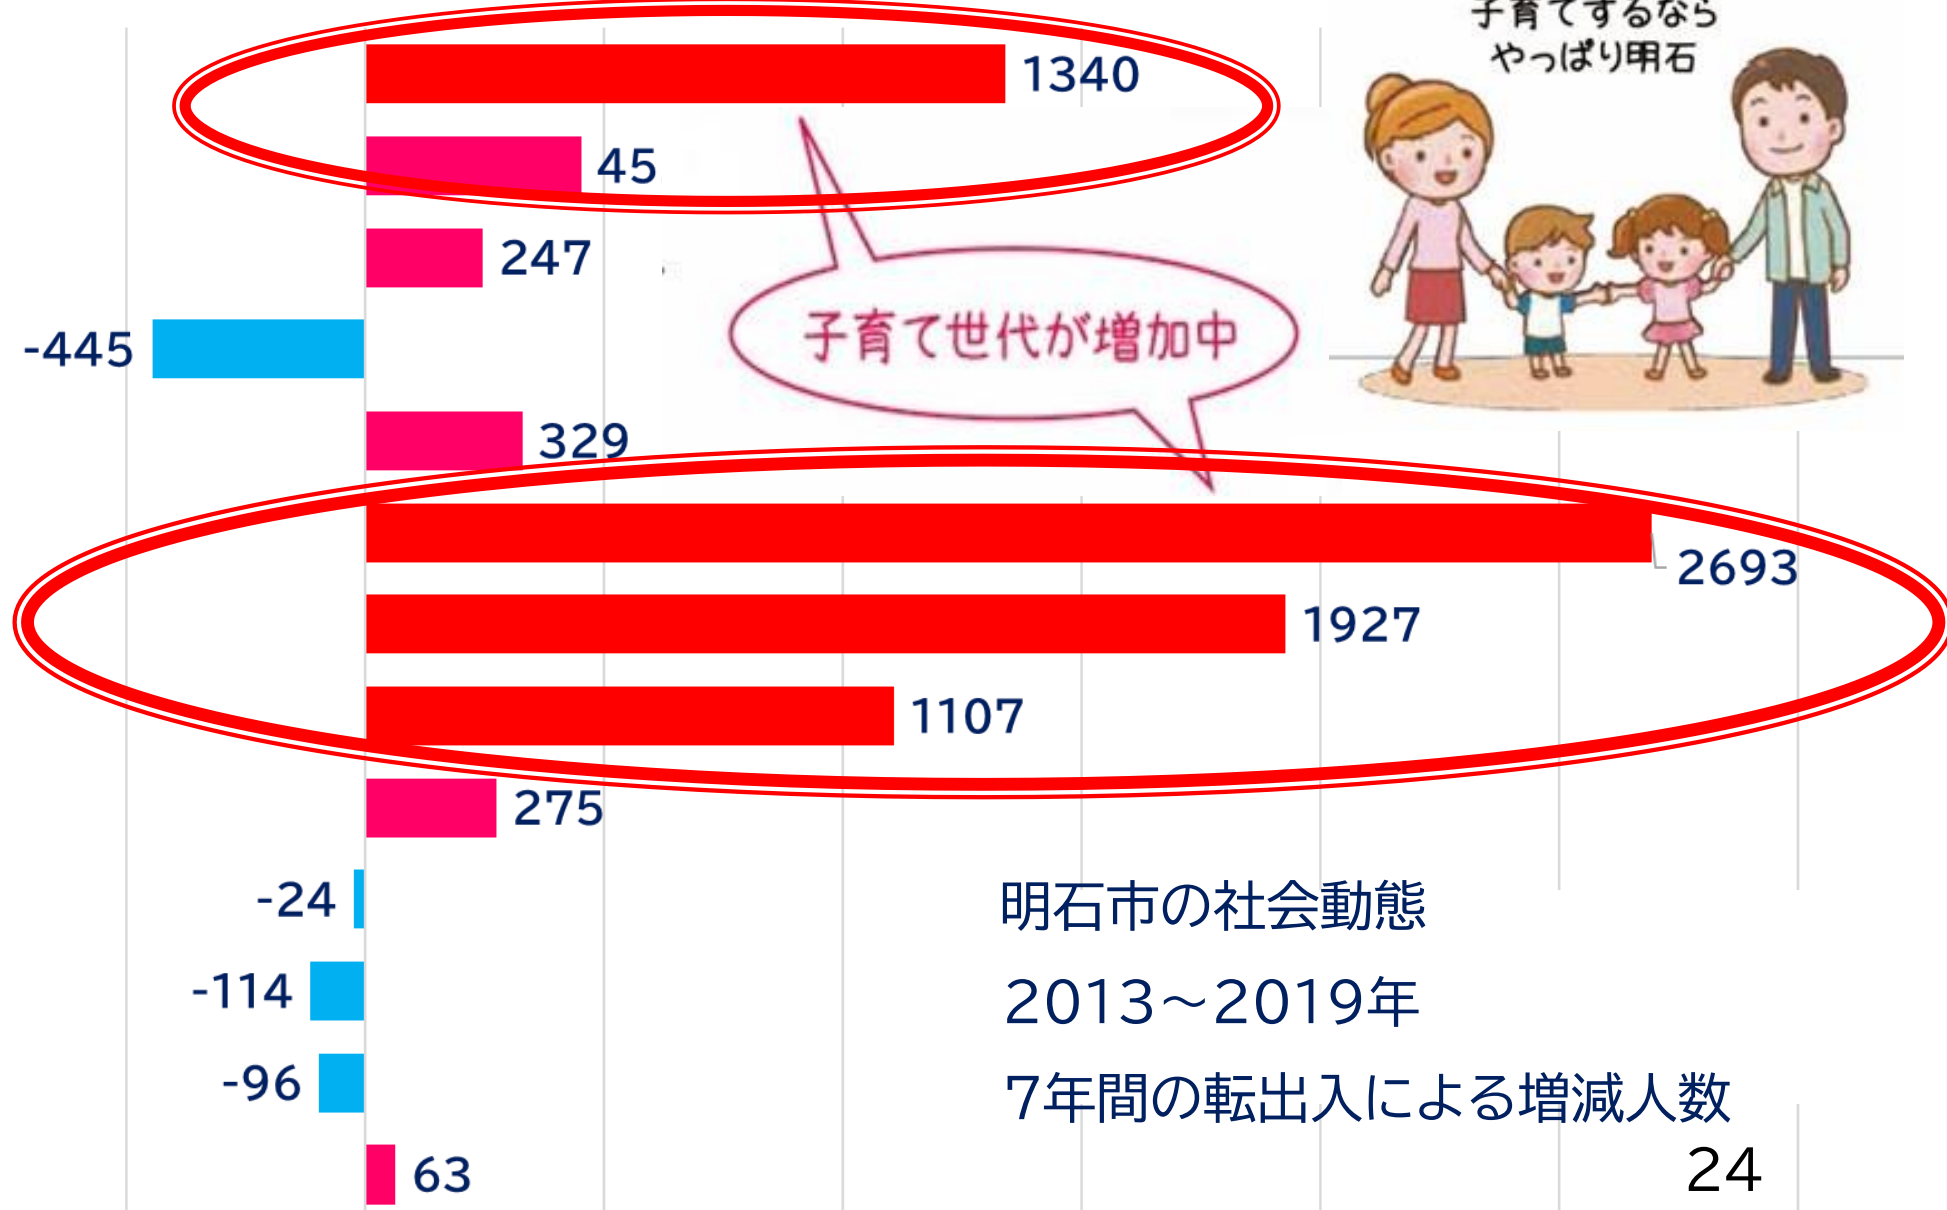 子育てするなら
やっぱり明石
1340
45
247
-445
子育て世代が増加中
329
2693
1927
1107
275
-24
明石市の社会動態
-114
2013～2019年
-96
7年間の転出入による増減人数
63
24